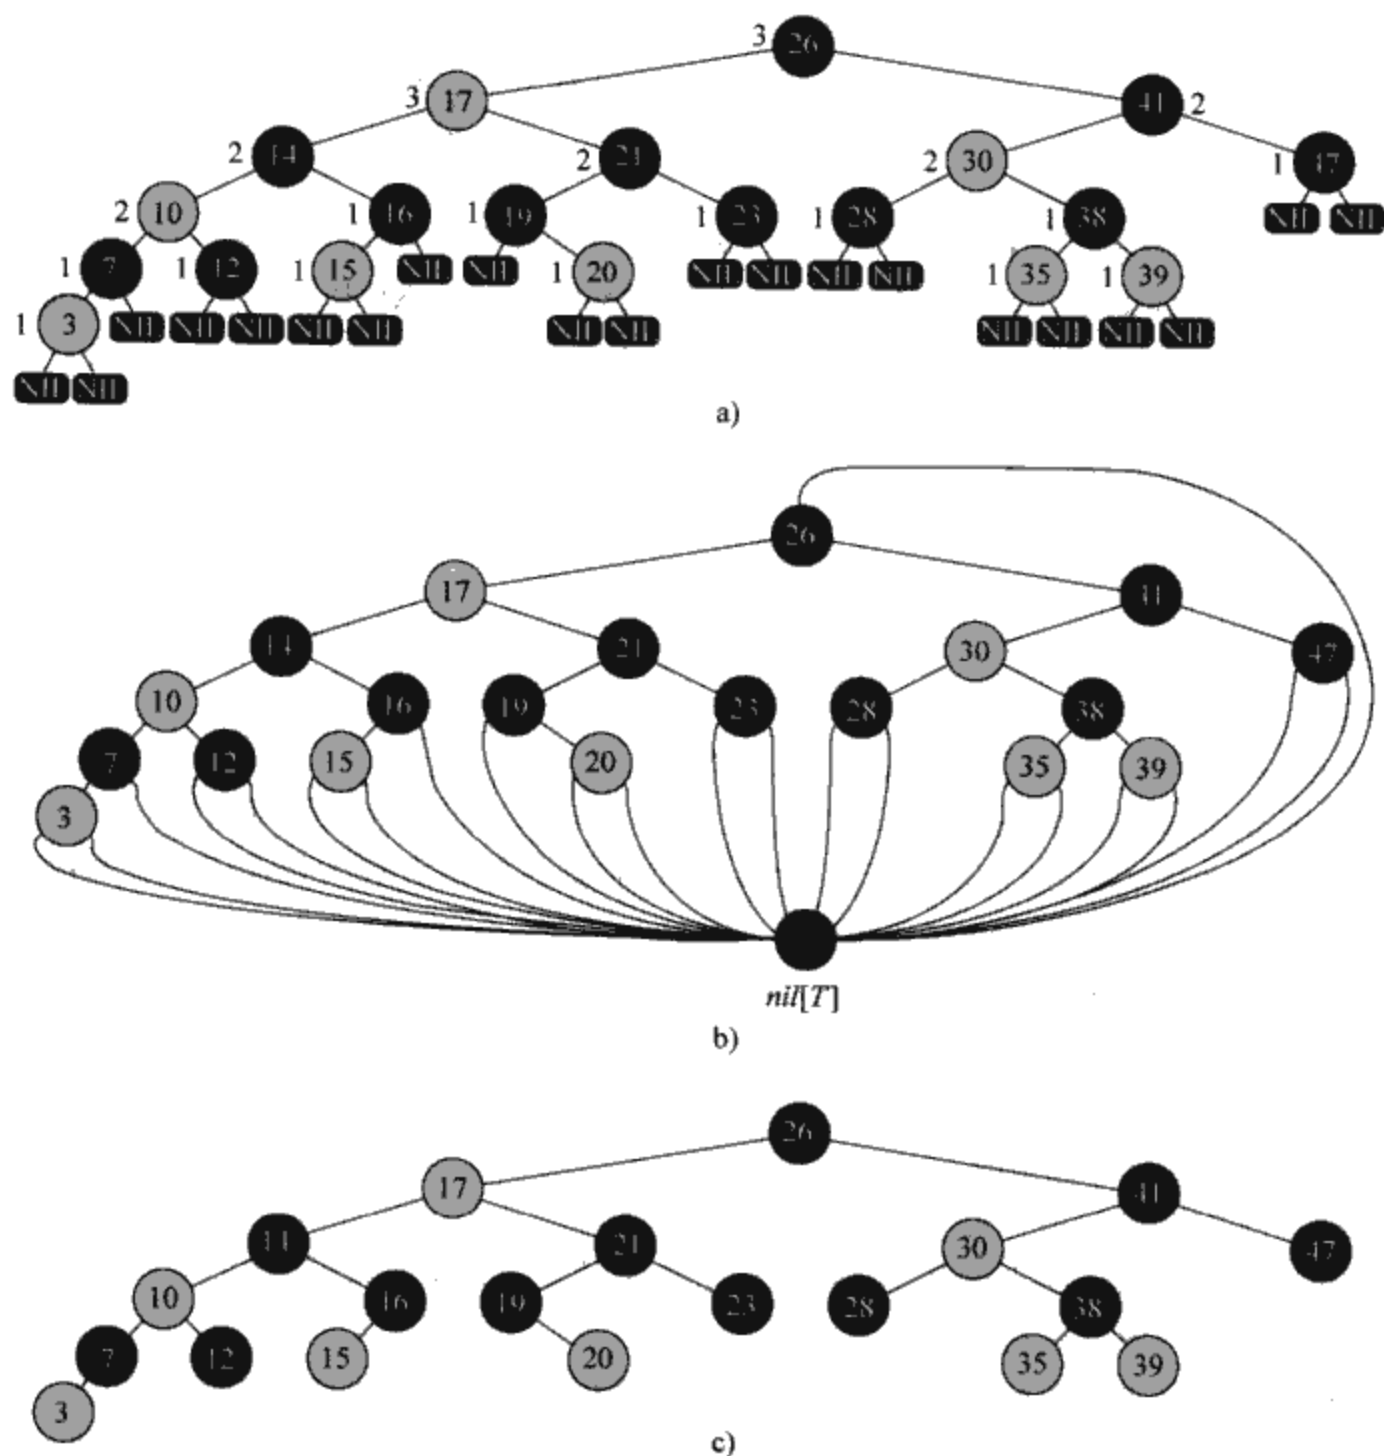 3 26
3 17 41 2
2 14 2 21 2 30 1 47
2 10 1 16 1 19 1 23 1 28 1 38 NIL NIL
1 7 1 12 1 15 NIL NIL 1 20 NIL NIL NIL NIL 1 35 1 39
1 3 NIL NIL NIL NIL NIL NIL NIL NIL NIL NIL NIL
NIL NIL
a)
26
17 41
14 21 30 47
10 16 19 23 28 38
7 12 15 20 35 39
3
nil[T]
b)
26
17 41
14 21 30 47
10 16 19 23 28 38
7 12 15 20 35 39
3
c)